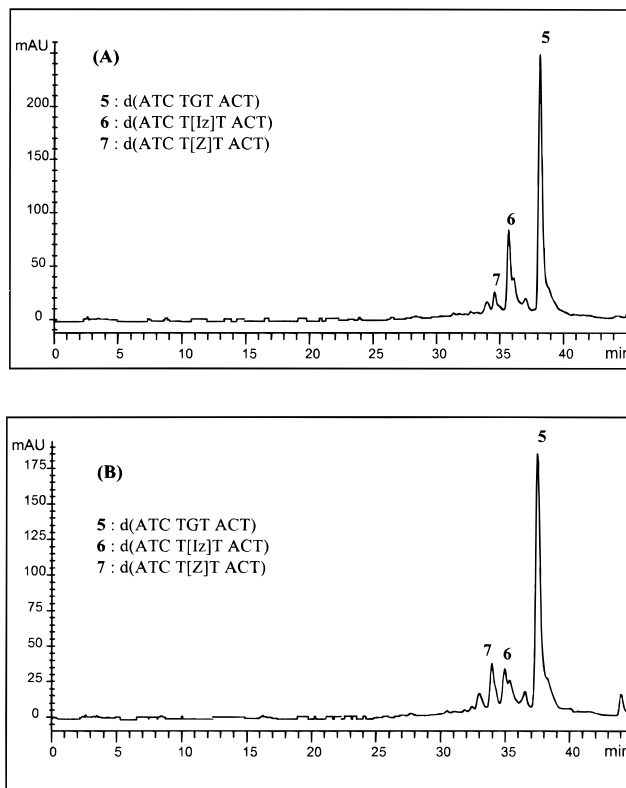 mAU
(A)
5 : d(ATC TGT ACT)
6 : d(ATC T[Iz]T ACT)
7 : d(ATC T[Z]T ACT)
5
6
7
200
150
100
50
0
0 5 10 15 20 25 30 35 40 min
mAU
(B)
5 : d(ATC TGT ACT)
6 : d(ATC T[Iz]T ACT)
7 : d(ATC T[Z]T ACT)
5
7 6
175
150
125
100
75
50
25
0
0 5 10 15 20 25 30 35 40 min